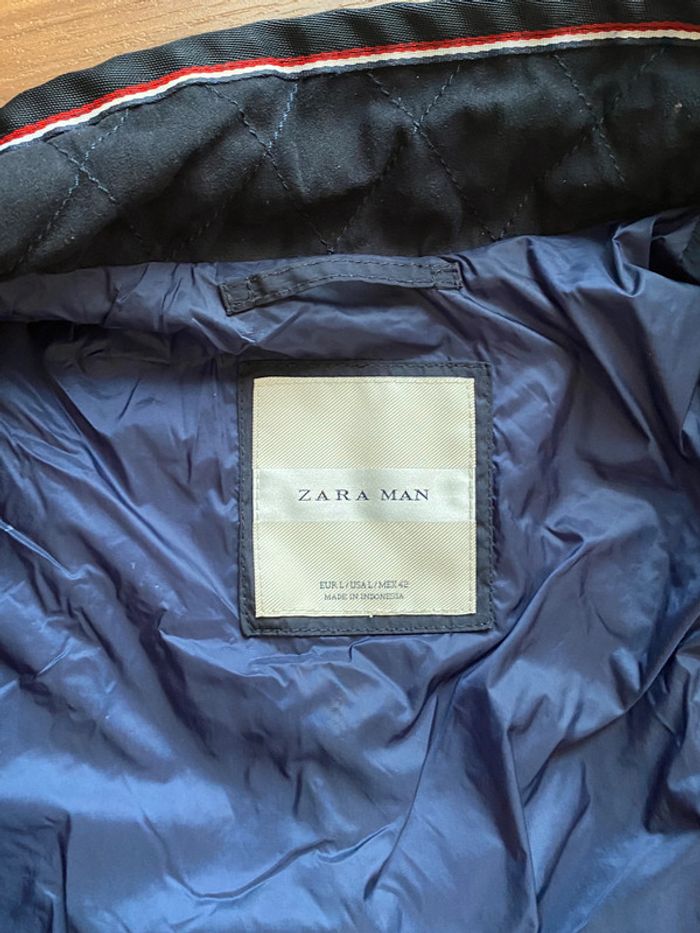 ZARA MAN
EUR L / USA L / MEX 42
MADE IN INDONESIA